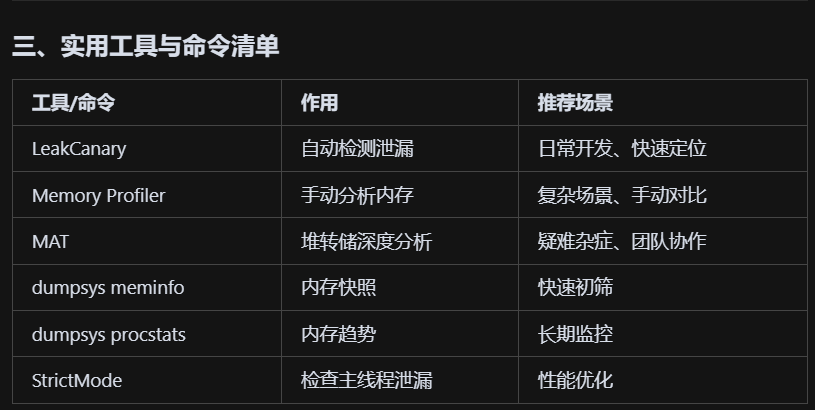 三、实用工具与命令清单
工具/命令 作用 推荐场景
LeakCanary 自动检测泄漏 日常开发、快速定位
Memory Profiler 手动分析内存 复杂场景、手动对比
MAT 堆转储深度分析 疑难杂症、团队协作
dumpsys meminfo 内存快照 快速初筛
dumpsys procstats 内存趋势 长期监控
StrictMode 检查主线程泄漏 性能优化